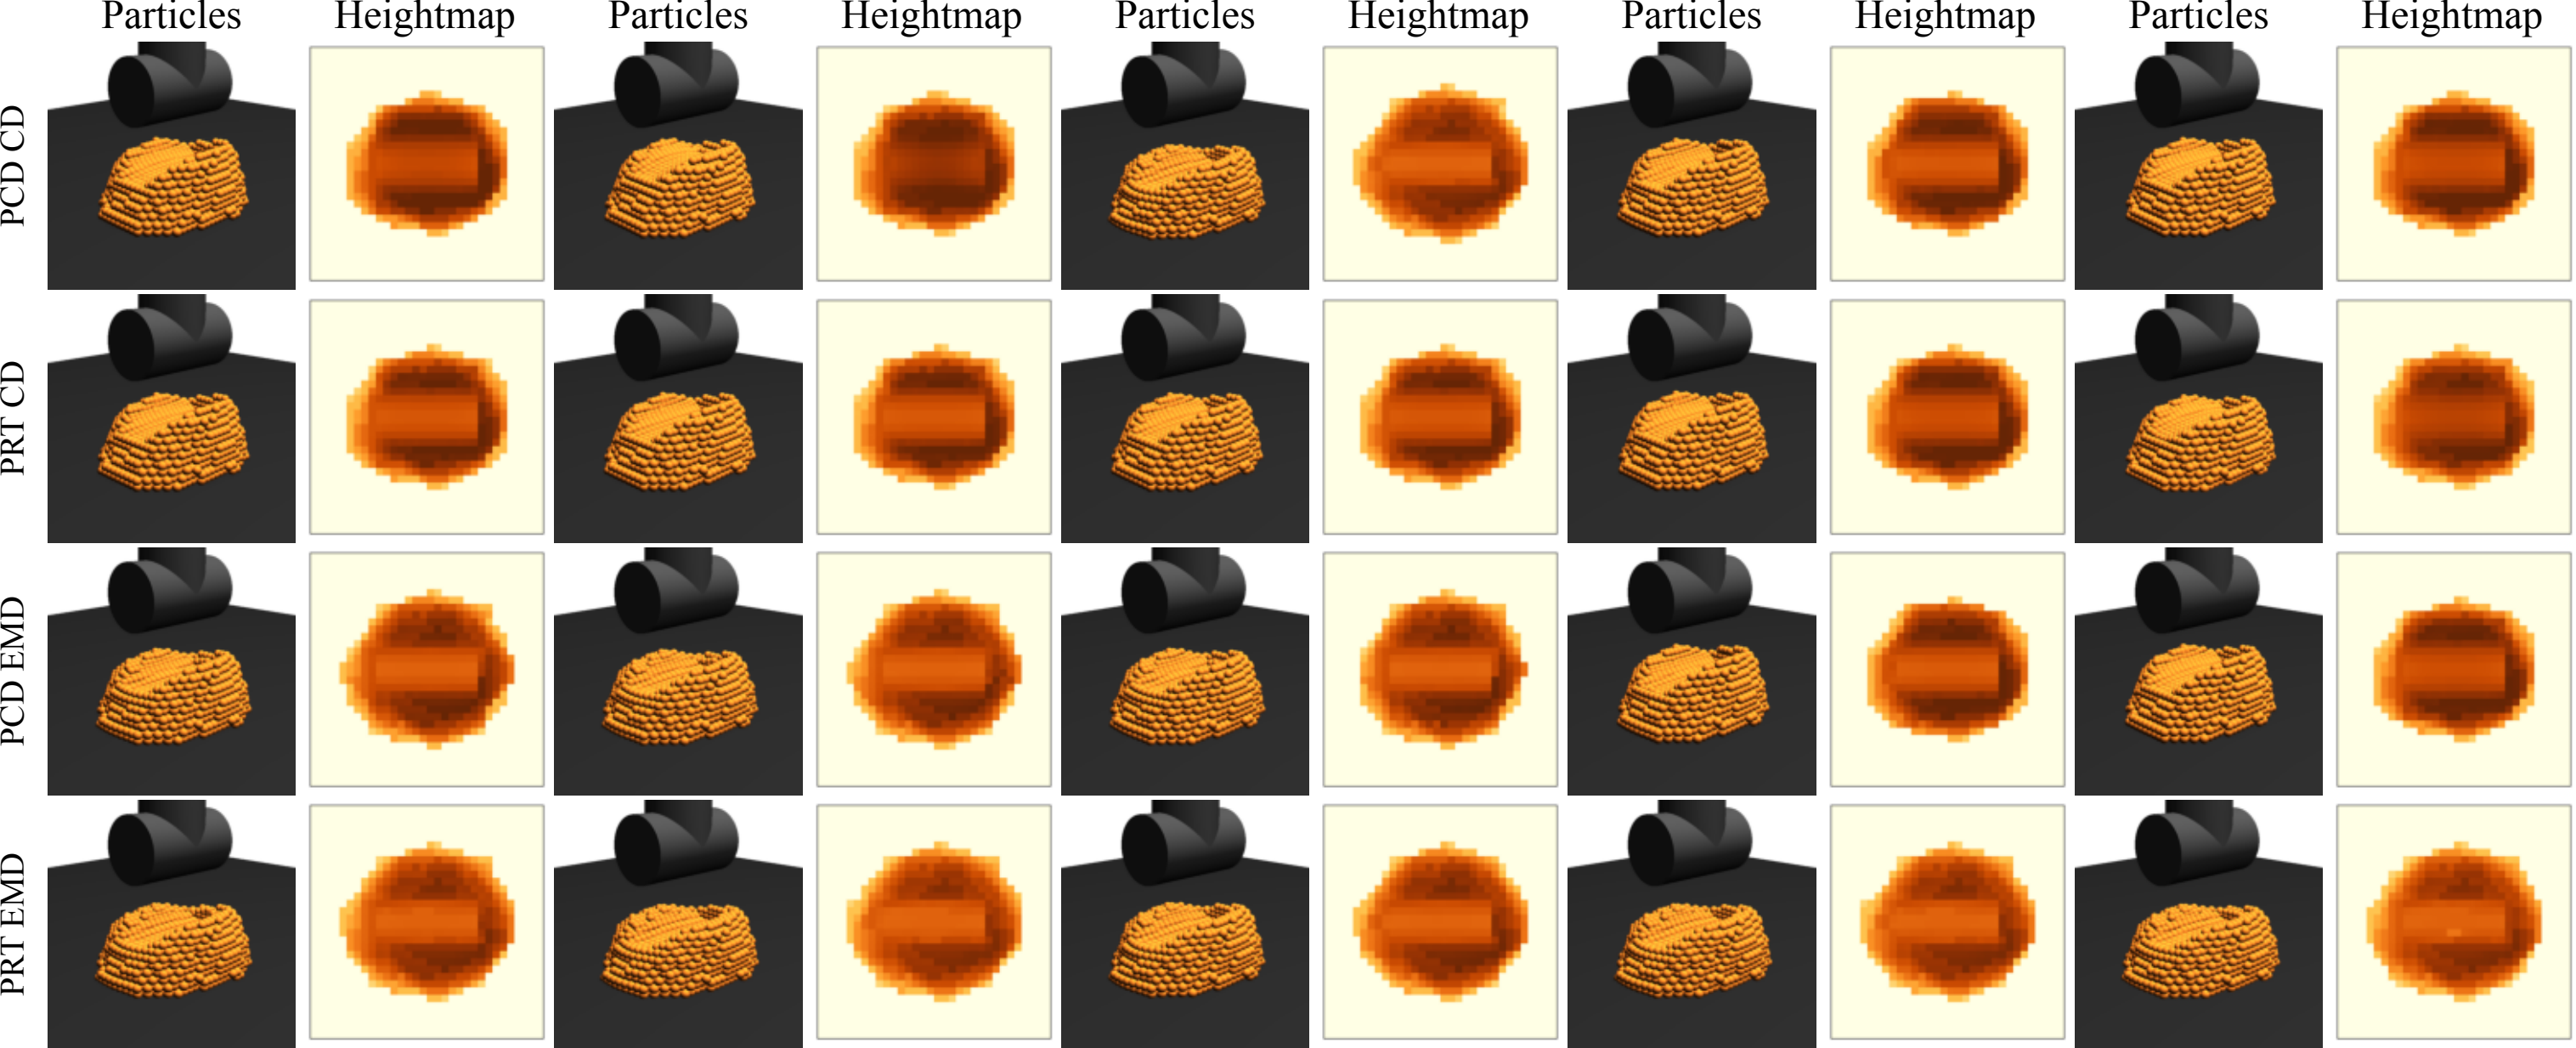 Particles Heightmap Particles Heightmap Particles Heightmap Particles Heightmap Particles Heightmap
PCD CD
PRT CD
PCD EMD
PRT EMD